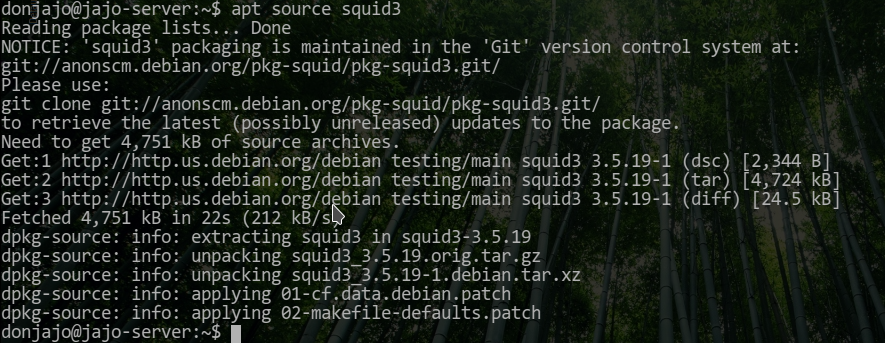 donjajo@jajo-server:~$ apt source squid3
Reading package lists... Done
NOTICE: 'squid3' packaging is maintained in the 'Git' version control system at:
git://anonscm.debian.org/pkg-squid/pkg-squid3.git/
Please use:
git clone git://anonscm.debian.org/pkg-squid/pkg-squid3.git/
to retrieve the latest (possibly unreleased) updates to the package.
Need to get 4,751 kB of source archives.
Get:1 http://http.us.debian.org/debian testing/main squid3 3.5.19-1 (dsc) [2,344 B]
Get:2 http://http.us.debian.org/debian testing/main squid3 3.5.19-1 (tar) [4,724 kB]
Get:3 http://http.us.debian.org/debian testing/main squid3 3.5.19-1 (diff) [24.5 kB]
Fetched 4,751 kB in 22s (212 kB/s)
dpkg-source: info: extracting squid3 in squid3-3.5.19
dpkg-source: info: unpacking squid3_3.5.19.orig.tar.gz
dpkg-source: info: unpacking squid3_3.5.19-1.debian.tar.xz
dpkg-source: info: applying 01-cf.data.debian.patch
dpkg-source: info: applying 02-makefile-defaults.patch
donjajo@jajo-server:~$